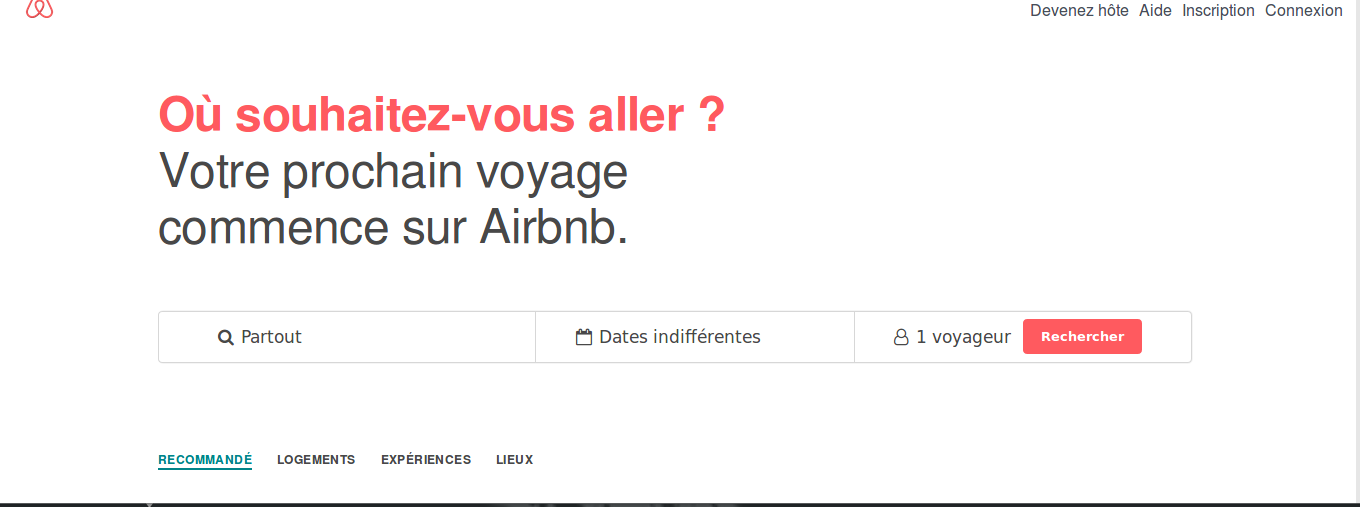 Devenez hôte Aide Inscription Connexion
Où souhaitez-vous aller ?
Votre prochain voyage
commence sur Airbnb.
Partout Dates indifférentes 1 voyageur Rechercher
RECOMMANDÉ LOGEMENTS EXPÉRIENCES LIEUX